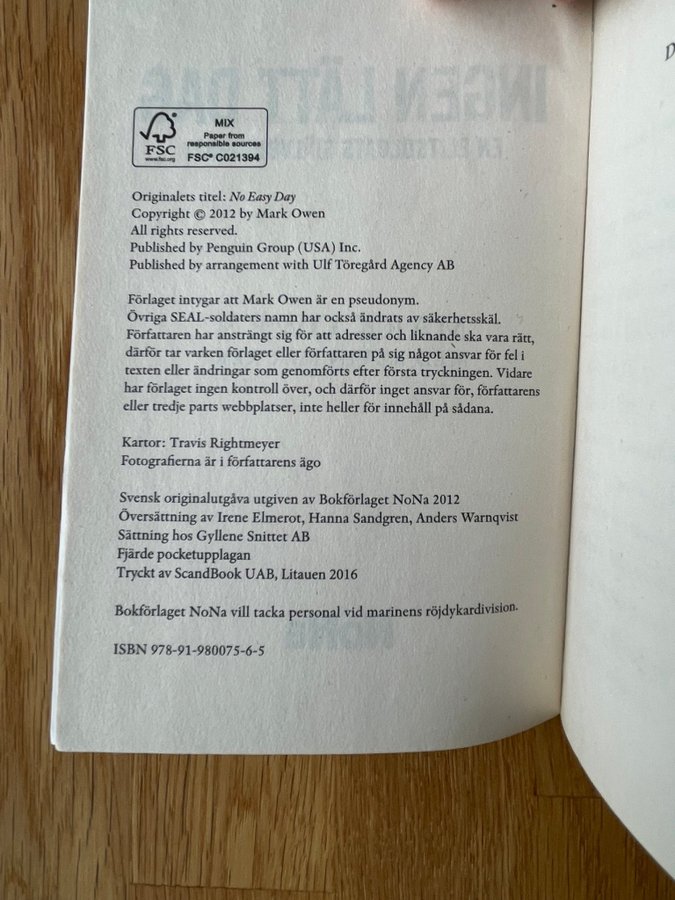 MIX
Paper from
responsible sources
FSC
www.fsc.org
FSC® C021394
Originalets titel: No Easy Day
Copyright © 2012 by Mark Owen
All rights reserved.
Published by Penguin Group (USA) Inc.
Published by arrangement with Ulf Töregård Agency AB
Förlaget intygar att Mark Owen är en pseudonym.
Övriga SEAL-soldaters namn har också ändrats av säkerhetsskäl.
Författaren har ansträngt sig för att adresser och liknande ska vara rätt,
därför tar varken förlaget eller författaren på sig något ansvar för fel i
texten eller ändringar som genomförts efter första tryckningen. Vidare
har förlaget ingen kontroll över, och därför inget ansvar för, författarens
eller tredje parts webbplatser, inte heller för innehåll på sådana.
Kartor: Travis Rightmeyer
Fotografierna är i författarens ägo
Svensk originalutgåva utgiven av Bokförlaget NoNa 2012
Översättning av Irene Elmerot, Hanna Sandgren, Anders Warnqvist
Sättning hos Gyllene Snittet AB
Fjärde pocketupplagan
Tryckt av ScandBook UAB, Litauen 2016
Bokförlaget NoNa vill tacka personal vid marinens röjdykardivision.
ISBN 978-91-980075-6-5